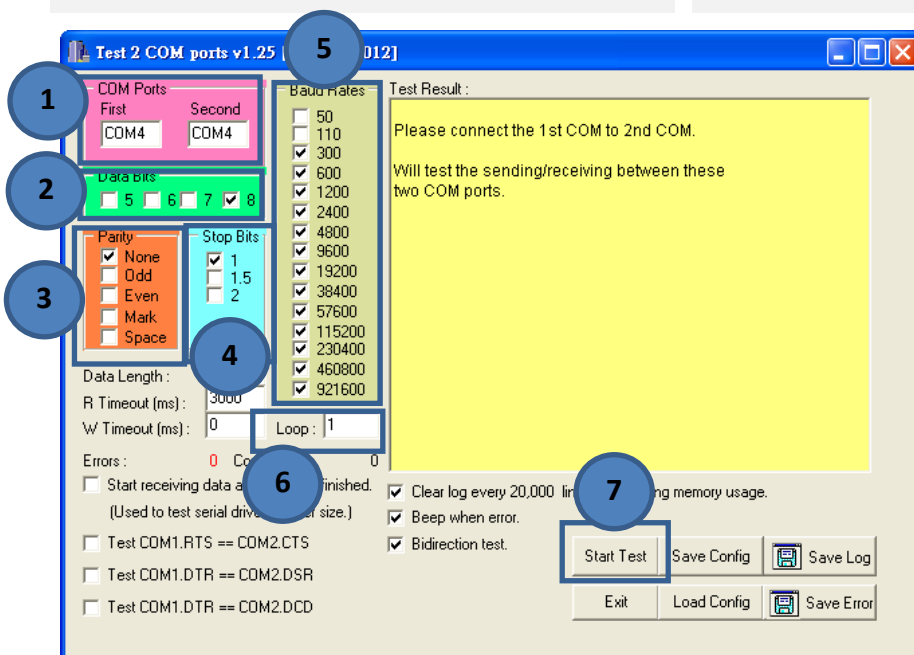 Test 2 COM ports v1.25 [ 012]
5
1
COM Ports
First Second
COM4 COM4
2
Data Bits
5 6 7 8
3
Parity
None
Odd
Even
Mark
Space
Stop Bits
1
1.5
2
4
Baud Rates
50
110
300
600
1200
2400
4800
9600
19200
38400
57600
115200
230400
460800
921600
Test Result :
Please connect the 1st COM to 2nd COM.
Will test the sending/receiving between these
two COM ports.
Data Length :
R Timeout (ms) : 3000
W Timeout (ms) : 0
Loop : 1
6
Errors : 0 Co 0
Start receiving data a finished.
(Used to test serial driv size.)
Test COM1.RTS == COM2.CTS
Test COM1.DTR == COM2.DSR
Test COM1.DTR == COM2.DCD
7
Clear log every 20,000 lin ng memory usage.
Beep when error.
Bidirection test.
Start Test Save Config Save Log
Exit Load Config Save Error